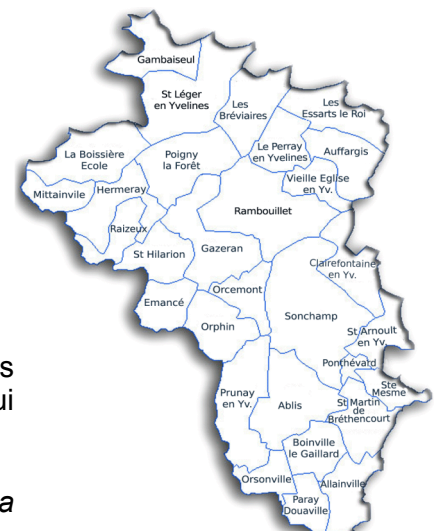 Gambaiseul
St Léger
en Yvelines
Les
Bréviaires
Les
Essarts le Roi
La Boissière
Ecole
Poigny
la Forêt
Le Perray
en Yvelines
Auffargis
Mittainville
Hermeray
Vieille Eglise
en Yv.
Rambouillet
Raizeux
St Hilarion
Gazeran
Clairefontaine
en Yv.
Emancé
Orcemont
Orphin
Sonchamp
St Arnoult
en Yv.
Ponthévard
s
ui
Prunay
en Yv.
Ablis
Ste
Mesme
St Martin
de
Bréthencourt
Boinville
le Gaillard
Orsonville
Allainville
Paray
Douaville
a